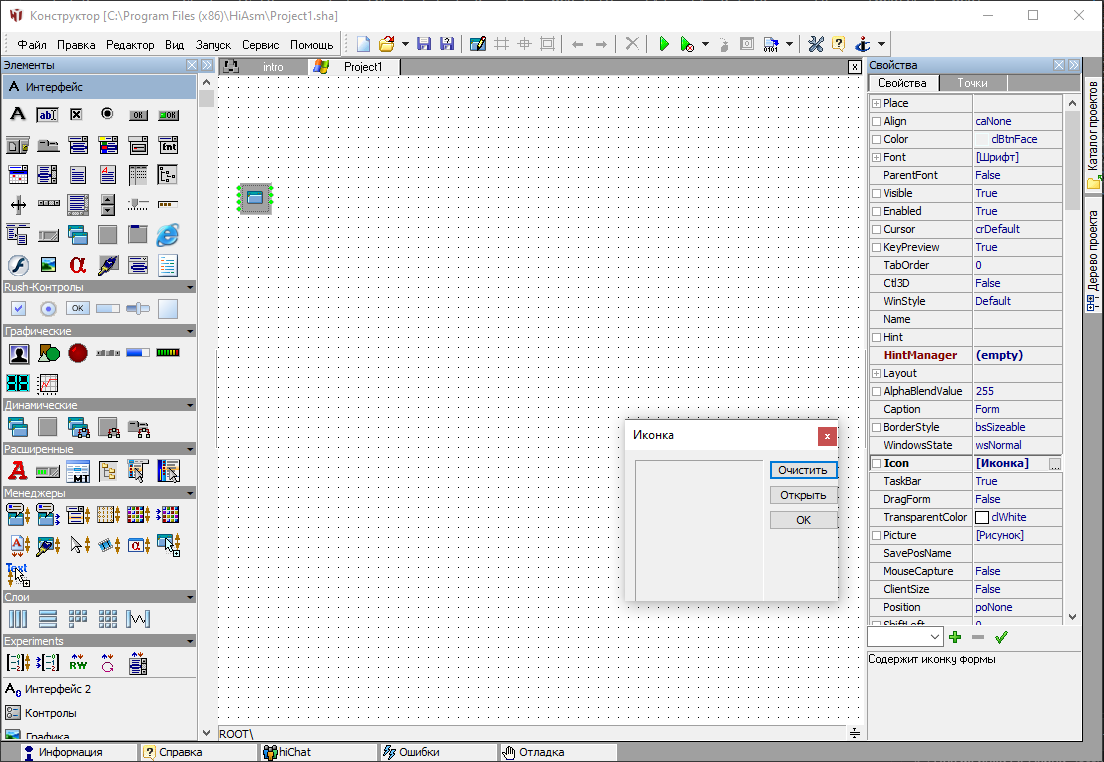 Конструктор [C:\Program Files (x86)\HiAsm\Project1.sha]
Файл Правка Редактор Вид Запуск Сервис Помощь
Элементы
Интерфейс
Rush-Контролы
Графические
Динамические
Расширенные
Менеджеры
Слои
Experiments
Интерфейс 2
Контролы
Графика
intro Project1
Иконка
Очистить
Открыть
OK
ROOT\
Свойства
Свойства Точки
Place
Align caNone
Color clBtnFace
Font [Шрифт]
ParentFont False
Visible True
Enabled True
Cursor crDefault
KeyPreview True
TabOrder 0
Ctl3D False
WinStyle Default
Name
Hint
HintManager (empty)
Layout
AlphaBlendValue 255
Caption Form
BorderStyle bsSizeable
WindowsState wsNormal
Icon [Иконка] ...
TaskBar True
DragForm False
TransparentColor clWhite
Picture [Рисунок]
SavePosName
MouseCapture False
ClientSize False
Position poNone
ShiftLeft 0
Содержит иконку формы
Каталог проектов
Дерево проекта
Информация Справка hiChat Ошибки Отладка